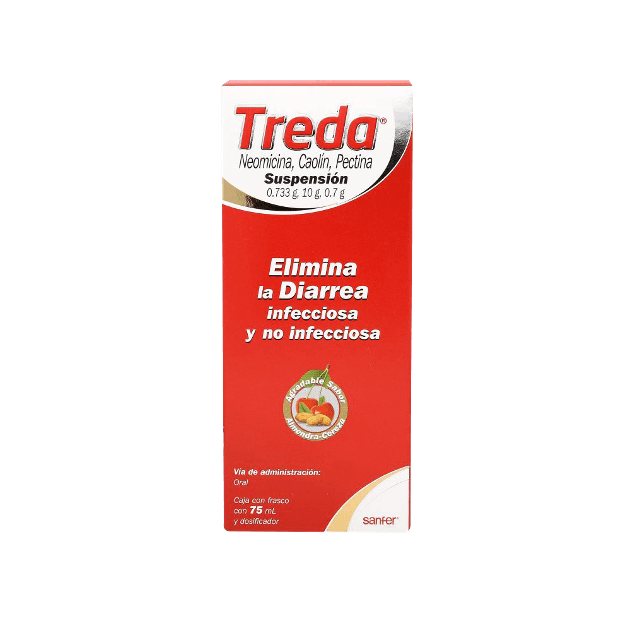 Treda®
Neomicina, Caolín, Pectina
Suspensión
0.733 g, 10 g, 0.7 g
Elimina
la Diarrea
infecciosa
y no infecciosa
Agradable Sabor
Almendra-Cereza
Vía de administración:
Oral
Caja con frasco
con 75 mL
y dosificador
sanfer®